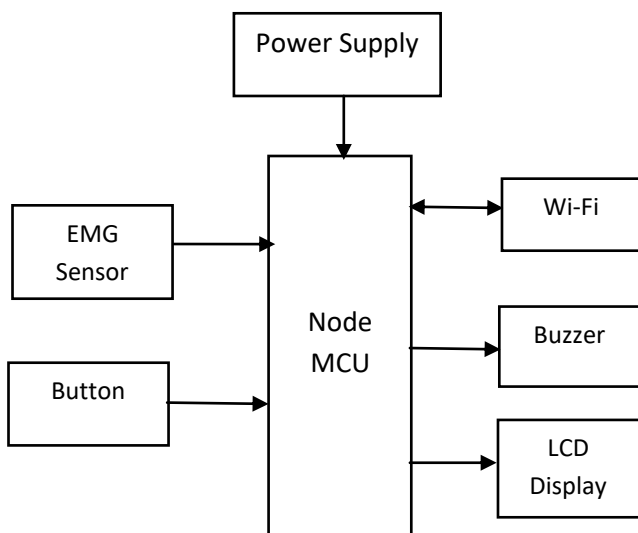 Power Supply
EMG
Sensor
Wi-Fi
Node
MCU
Buzzer
Button
LCD
Display